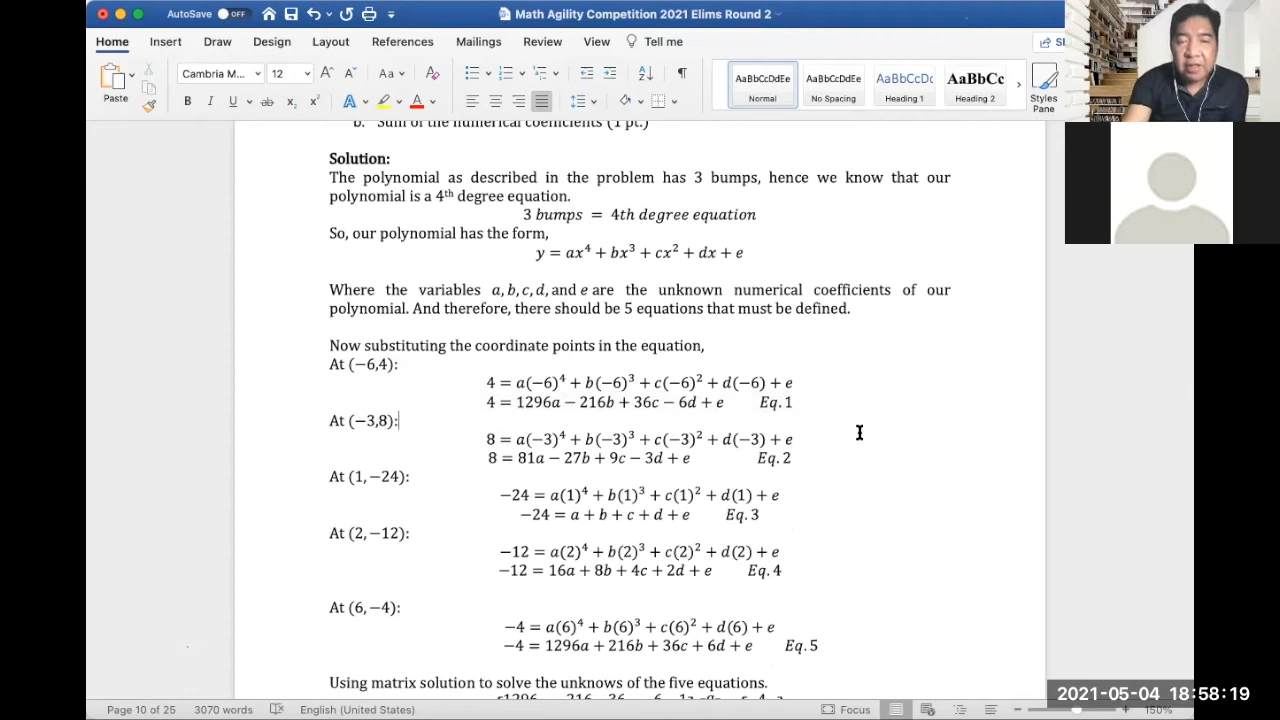 AutoSave OFF
Math Agility Competition 2021 Elims Round 2
Home Insert Draw Design Layout References Mailings Review View Tell me
Paste
Cambria M... 12 Aa
B I U ab x₂ x² A A
AaBbCcDdEe AaBbCcDdEe AaBbCcDc AaBbCc
Normal No Spacing Heading 1 Heading 2 Styles Pane
b. Sum of the numerical coefficients (1 pt.)
Solution:
The polynomial as described in the problem has 3 bumps, hence we know that our
polynomial is a 4ᵗʰ degree equation.
3 bumps = 4th degree equation
So, our polynomial has the form,
y = ax⁴ + bx³ + cx² + dx + e
Where the variables a, b, c, d, and e are the unknown numerical coefficients of our
polynomial. And therefore, there should be 5 equations that must be defined.
Now substituting the coordinate points in the equation,
At (−6,4):
4 = a(−6)⁴ + b(−6)³ + c(−6)² + d(−6) + e
4 = 1296a − 216b + 36c − 6d + e Eq. 1
At (−3,8):
8 = a(−3)⁴ + b(−3)³ + c(−3)² + d(−3) + e
8 = 81a − 27b + 9c − 3d + e Eq. 2
At (1, −24):
−24 = a(1)⁴ + b(1)³ + c(1)² + d(1) + e
−24 = a + b + c + d + e Eq. 3
At (2, −12):
−12 = a(2)⁴ + b(2)³ + c(2)² + d(2) + e
−12 = 16a + 8b + 4c + 2d + e Eq. 4
At (6, −4):
−4 = a(6)⁴ + b(6)³ + c(6)² + d(6) + e
−4 = 1296a + 216b + 36c + 6d + e Eq. 5
Using matrix solution to solve the unknows of the five equations.
Page 10 of 25 3070 words English (United States) Focus 150%
2021-05-04 18:58:19